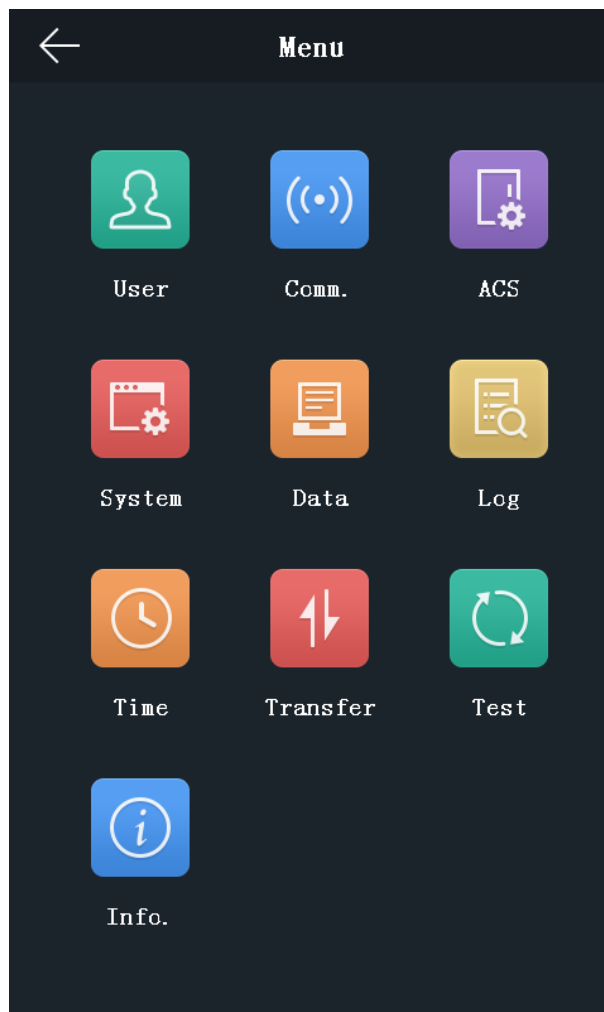 Menu
User Comm. ACS
System Data Log
Time Transfer Test
Info.